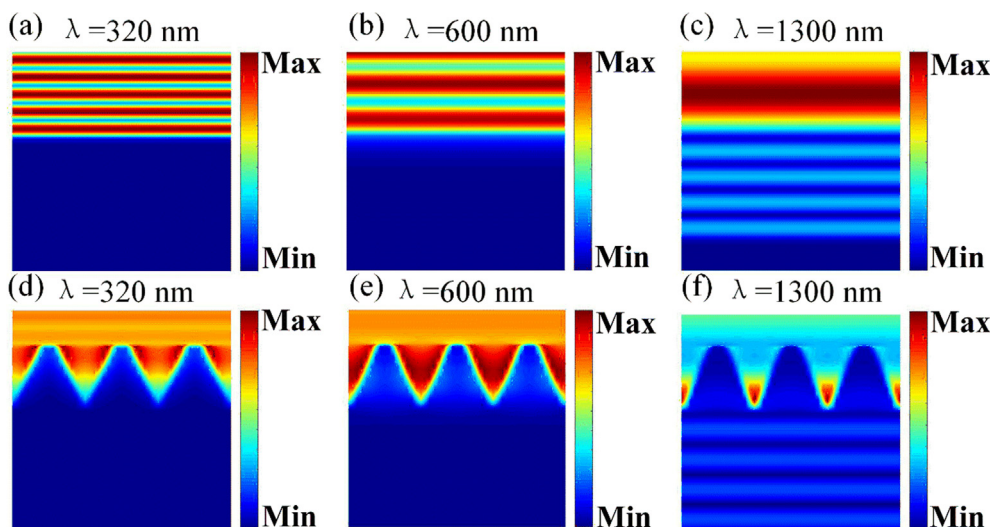 (a) λ =320 nm
Max
Min
(b) λ =600 nm
Max
Min
(c) λ =1300 nm
Max
Min
(d) λ =320 nm
Max
Min
(e) λ =600 nm
Max
Min
(f) λ =1300 nm
Max
Min